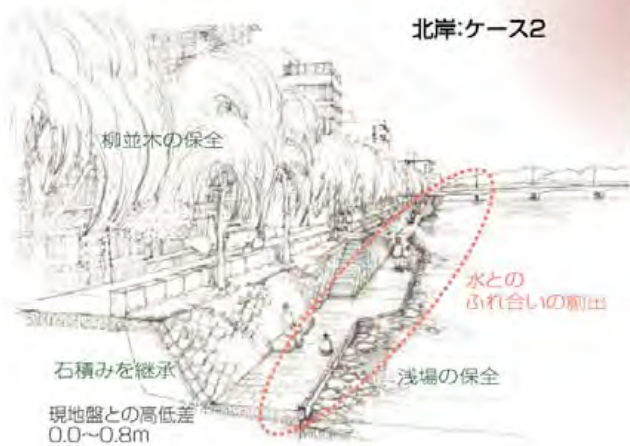 北岸:ケース2
柳並木の保全
水との
ふれ合いの創出
石積みを継承
浅場の保全
現地盤との高低差
0.0～0.8m